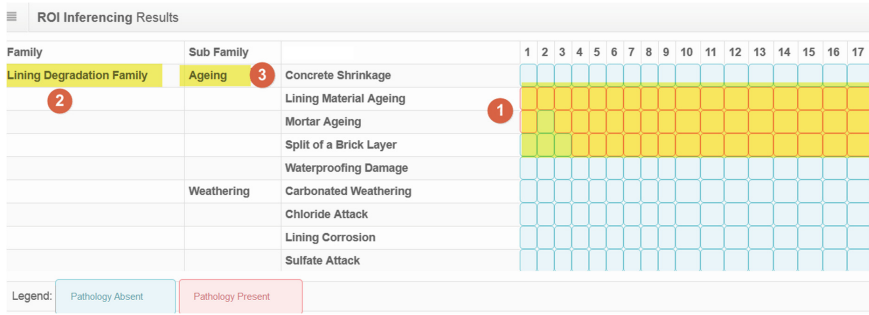 ROI Inferencing Results
Family Sub Family 1 2 3 4 5 6 7 8 9 10 11 12 13 14 15 16 17
Lining Degradation Family Ageing 3 Concrete Shrinkage
2 Lining Material Ageing 1
Mortar Ageing
Split of a Brick Layer
Waterproofing Damage
Weathering Carbonated Weathering
Chloride Attack
Lining Corrosion
Sulfate Attack
Legend: Pathology Absent Pathology Present